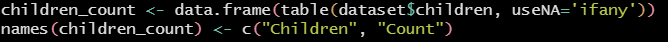 children_count <- data.frame(table(dataset$children, useNA='ifany'))
names(children_count) <- c("Children", "Count")